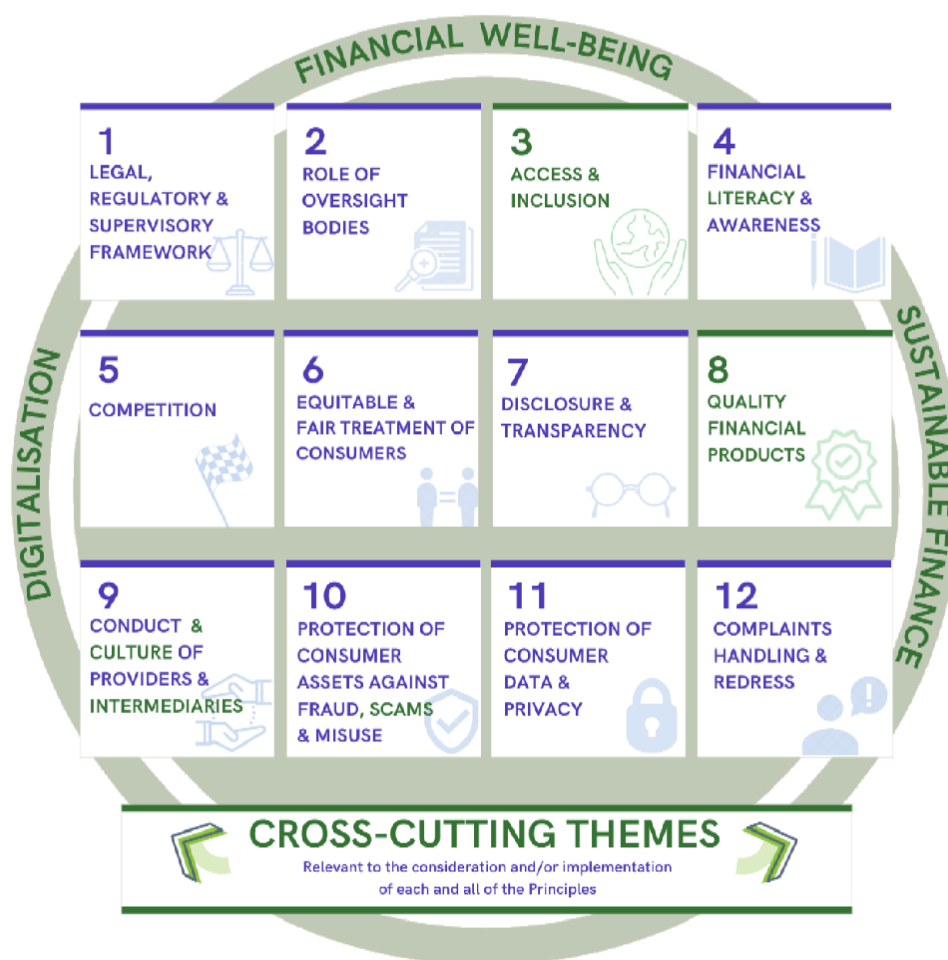 FINANCIAL WELL-BEING
DIGITALISATION
SUSTAINABLE FINANCE
1
LEGAL,
REGULATORY &
SUPERVISORY
FRAMEWORK
2
ROLE OF
OVERSIGHT
BODIES
3
ACCESS &
INCLUSION
4
FINANCIAL
LITERACY &
AWARENESS
5
COMPETITION
6
EQUITABLE &
FAIR TREATMENT OF
CONSUMERS
7
DISCLOSURE &
TRANSPARENCY
8
QUALITY
FINANCIAL
PRODUCTS
9
CONDUCT &
CULTURE OF
PROVIDERS &
INTERMEDIARIES
10
PROTECTION OF
CONSUMER
ASSETS AGAINST
FRAUD, SCAMS
& MISUSE
11
PROTECTION OF
CONSUMER
DATA &
PRIVACY
12
COMPLAINTS
HANDLING &
REDRESS
CROSS-CUTTING THEMES
Relevant to the consideration and/or implementation
of each and all of the Principles